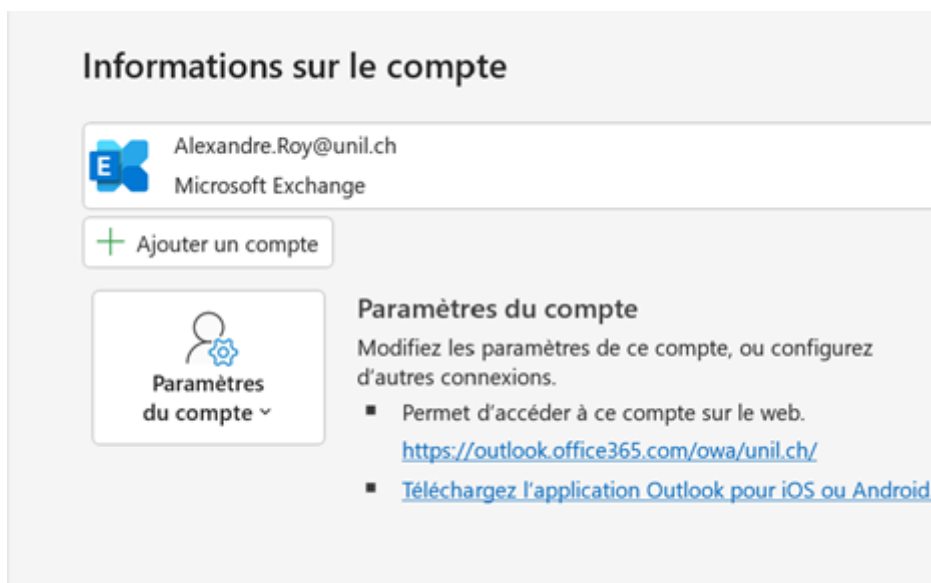 Informations sur le compte
Alexandre.Roy@unil.ch
E
Microsoft Exchange
Ajouter un compte
Paramètres
du compte
Paramètres du compte
Modifiez les paramètres de ce compte, ou configurez
d'autres connexions.
Permet d'accéder à ce compte sur le web.
https://outlook.office365.com/owa/unil.ch/
Téléchargez l'application Outlook pour iOS ou Android.